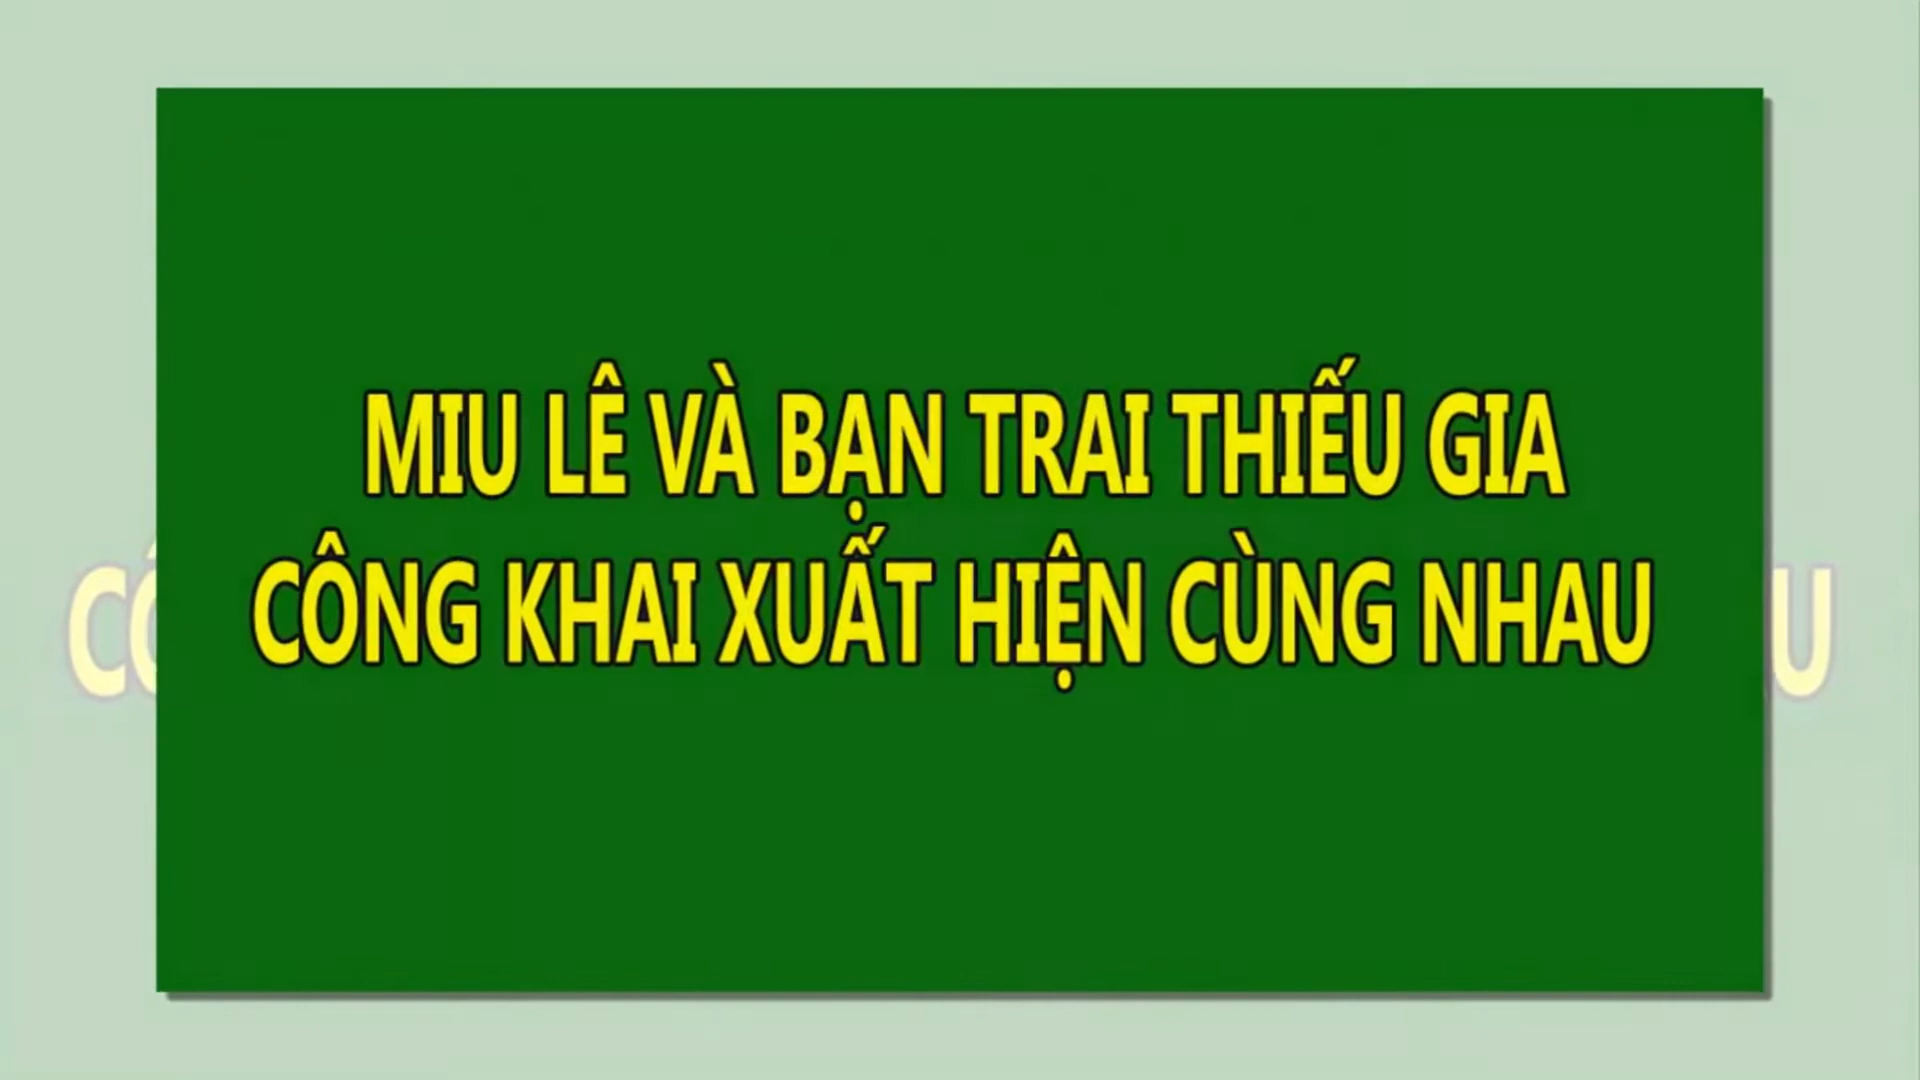 MIU LÊ VÀ BẠN TRAI THIẾU GIA
CÔNG KHAI XUẤT HIỆN CÙNG NHAU